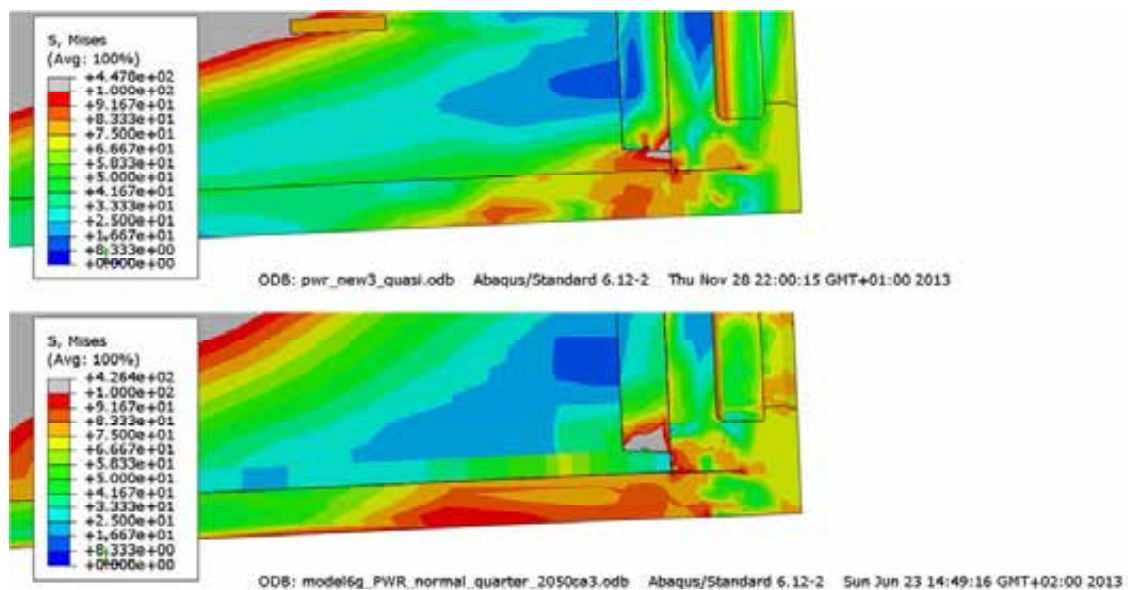 S, Mises
(Avg: 100%)
+4.478e+02
+1.000e+02
+9.167e+01
+8.333e+01
+7.500e+01
+6.667e+01
+5.833e+01
+5.000e+01
+4.167e+01
+3.333e+01
+2.500e+01
+1.667e+01
+8.333e+00
+0.000e+00
ODB: pwr_new3_quasi.odb Abaqus/Standard 6.12-2 Thu Nov 28 22:00:15 GMT+01:00 2013
S, Mises
(Avg: 100%)
+4.264e+02
+1.000e+02
+9.167e+01
+8.333e+01
+7.500e+01
+6.667e+01
+5.833e+01
+5.000e+01
+4.167e+01
+3.333e+01
+2.500e+01
+1.667e+01
+8.333e+00
+0.000e+00
ODB: model6g_PWR_normal_quarter_2050ca3.odb Abaqus/Standard 6.12-2 Sun Jun 23 14:49:16 GMT+02:00 2013